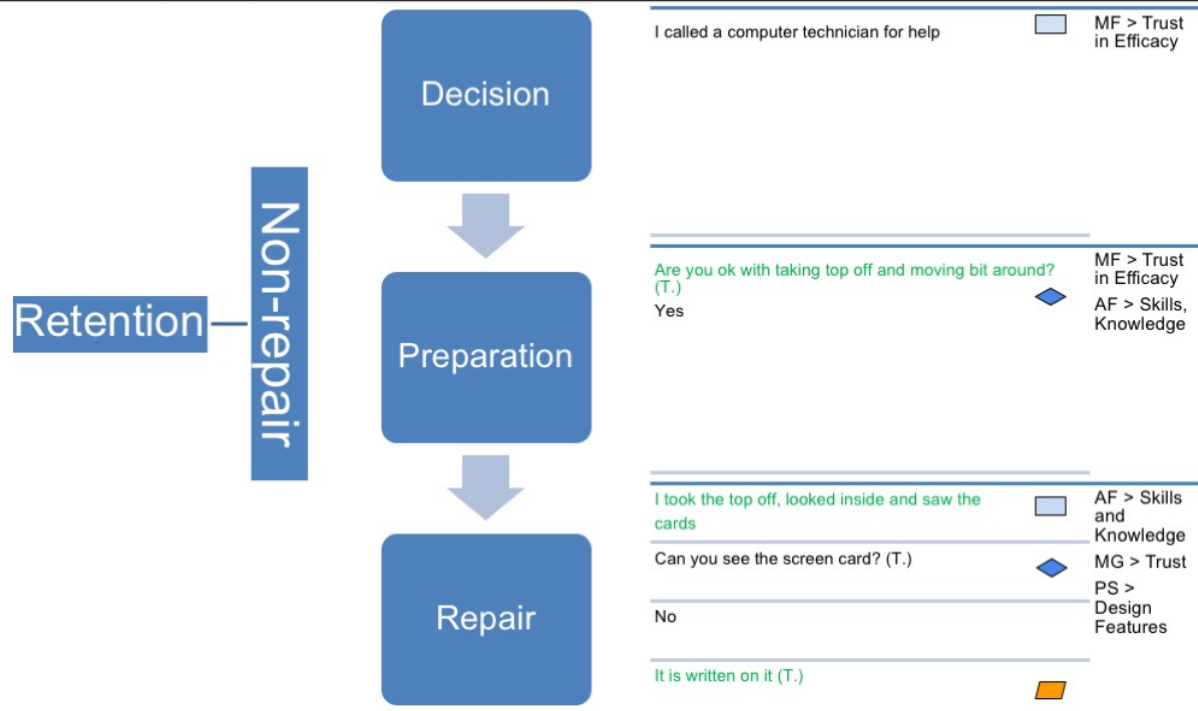 Retention
Non-repair
Decision
I called a computer technician for help
MF > Trust
in Efficacy
Preparation
Are you ok with taking top off and moving bit around?
(T.)
Yes
MF > Trust
in Efficacy
AF > Skills,
Knowledge
Repair
I took the top off, looked inside and saw the
cards
Can you see the screen card? (T.)
No
It is written on it (T.)
AF > Skills
and
Knowledge
MG > Trust
PS >
Design
Features